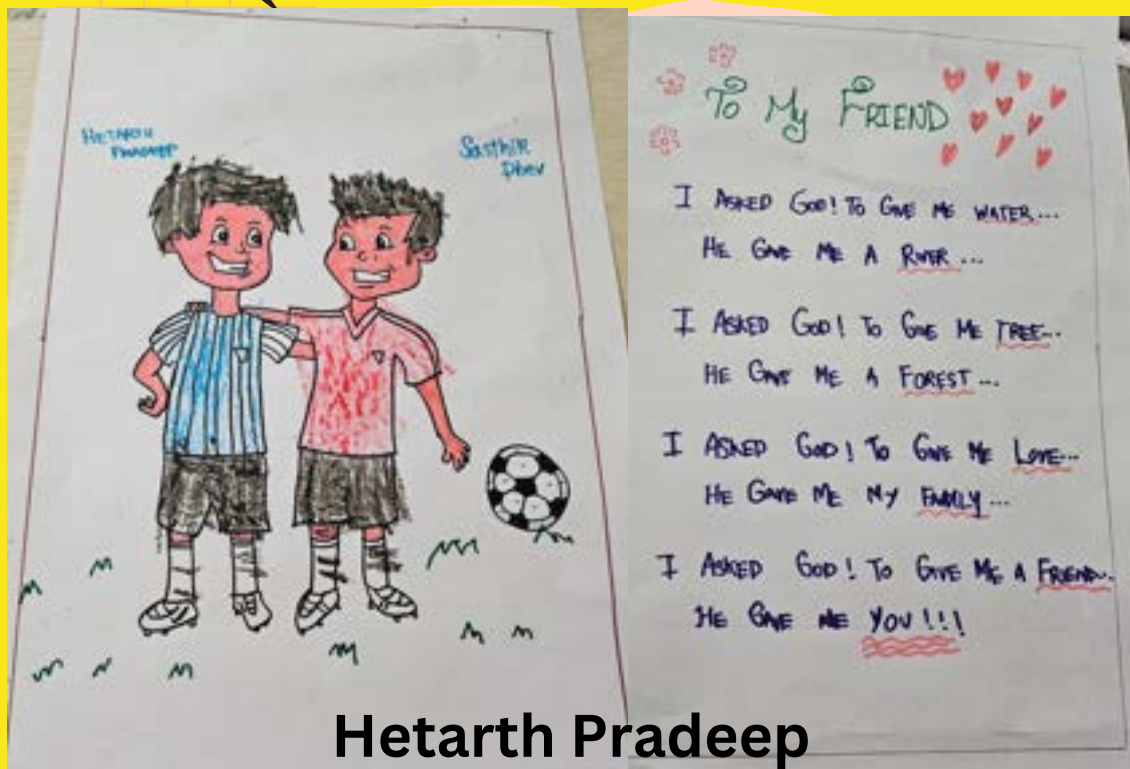 HETARTH
PRADEEP
Sasthik
Dhev
To My FRIEND
I ASKED GOD! TO GIVE ME WATER...
HE GAVE ME A RIVER...
I ASKED GOD! TO GIVE ME TREE...
HE GAVE ME A FOREST...
I ASKED GOD! TO GIVE ME LOVE...
HE GAVE ME MY FAMILY...
I ASKED GOD! TO GIVE ME A FRIEND..
HE GAVE ME YOU!!!
Hetarth Pradeep